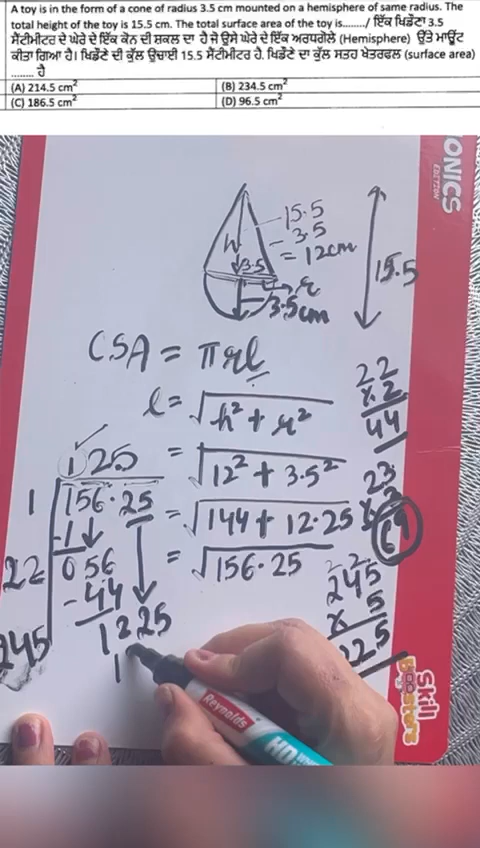 A toy is in the form of a cone of radius 3.5 cm mounted on a hemisphere of same radius. The
total height of the toy is 15.5 cm. The total surface area of the toy is......../ ਇੱਕ ਖਿਡੌਣਾ 3.5
ਸੈਂਟੀਮੀਟਰ ਦੇ ਘੇਰੇ ਦੇ ਇੱਕ ਕੋਨ ਦੀ ਸ਼ਕਲ ਦਾ ਹੈ ਜੋ ਉਸੇ ਘੇਰੇ ਦੇ ਇੱਕ ਅਰਧਗੋਲੇ (Hemisphere) ਉੱਤੇ ਮਾਊਂਟ
ਕੀਤਾ ਗਿਆ ਹੈ। ਖਿਡੌਣੇ ਦੀ ਕੁੱਲ ਉਚਾਈ 15.5 ਸੈਂਟੀਮੀਟਰ ਹੈ. ਖਿਡੌਣੇ ਦਾ ਕੁੱਲ ਸਤਹ ਖੇਤਰਫਲ (surface area)
........ ਹੈ
(A) 214.5 cm² (B) 234.5 cm²
(C) 186.5 cm² (D) 96.5 cm²
ONICS
EDITION
15.5
- 3.5
= 12cm
h
3.5
r
3.5cm
15.5
CSA = πrl
l = √h² + r²
= √12² + 3.5²
= √144 + 12.25
= √156.25
22
x 2
44
125
1 156.25
-1
22 056
-44
245 1225
1
245
x 5
225
Reynolds
Skill
Boosters